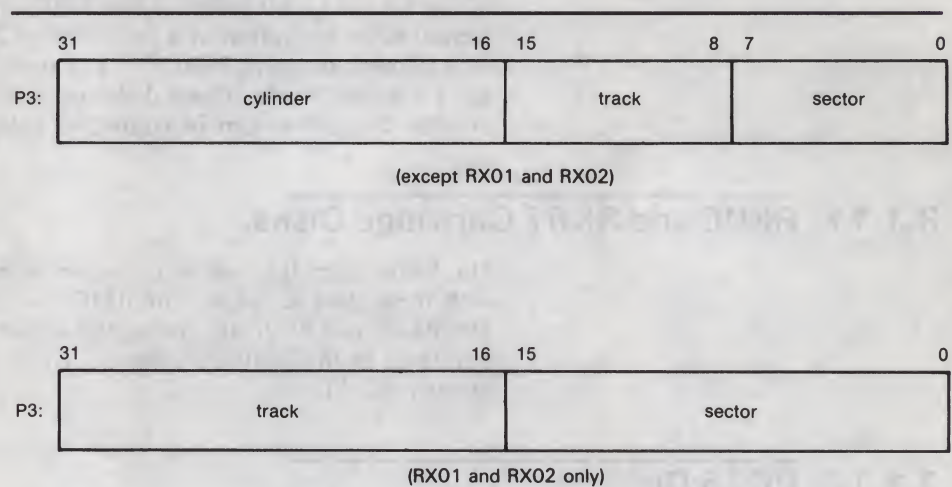 31 16 15 8 7 0
P3: cylinder track sector
(except RX01 and RX02)
31 16 15 0
P3: track sector
(RX01 and RX02 only)